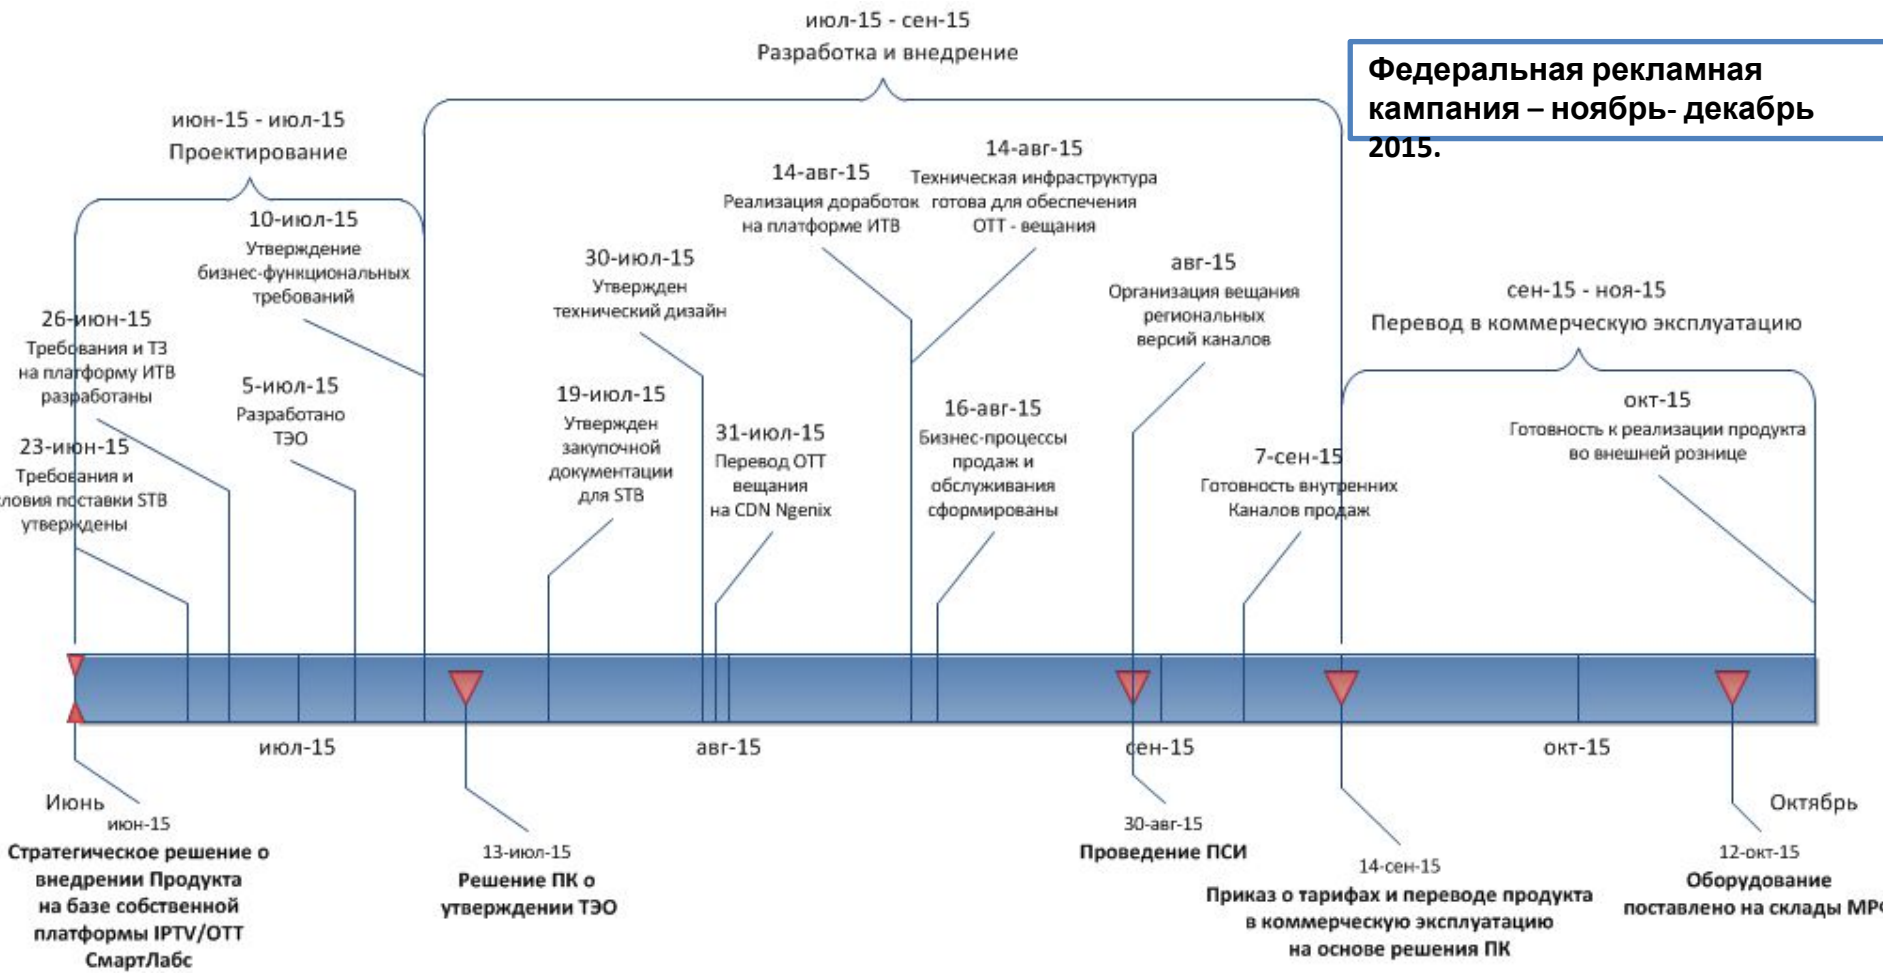 июл-15 - сен-15
Разработка и внедрение
Федеральная рекламная
кампания – ноябрь- декабрь
2015.
июн-15 - июл-15
Проектирование
10-июл-15
Утверждение
бизнес-функциональных
требований
26-июн-15
Требования и ТЗ
на платформу ИТВ
разработаны
5-июл-15
Разработано
ТЭО
23-июн-15
Требования и
словия поставки STB
утверждены
14-авг-15
Реализация доработок
на платформе ИТВ
14-авг-15
Техническая инфраструктура
готова для обеспечения
ОТТ - вещания
30-июл-15
Утвержден
технический дизайн
19-июл-15
Утвержден
закупочной
документации
для STB
31-июл-15
Перевод ОТТ
вещания
на CDN Ngenix
16-авг-15
Бизнес-процессы
продаж и
обслуживания
сформированы
авг-15
Организация вещания
региональных
версий каналов
7-сен-15
Готовность внутренних
Каналов продаж
сен-15 - ноя-15
Перевод в коммерческую эксплуатацию
окт-15
Готовность к реализации продукта
во внешней рознице
июл-15
авг-15
сен-15
окт-15
Июнь
Октябрь
июн-15
Стратегическое решение о
внедрении Продукта
на базе собственной
платформы IPTV/ОТТ
СмартЛабс
13-июл-15
Решение ПК о
утверждении ТЭО
30-авг-15
Проведение ПСИ
14-сен-15
Приказ о тарифах и переводе продукта
в коммерческую эксплуатацию
на основе решения ПК
12-окт-15
Оборудование
поставлено на склады МРФ